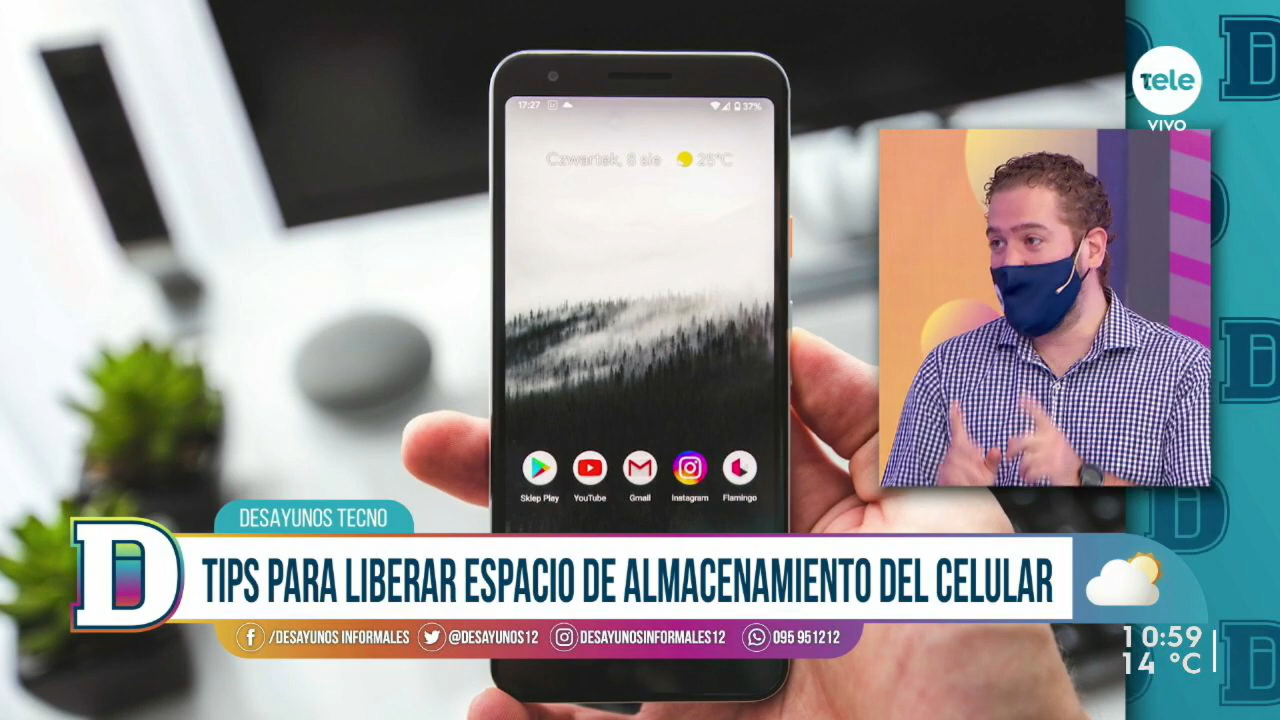 tele
VIVO
17:27
37%
Czwartek, 8 sie
25°C
Sklep Play
YouTube
Gmail
Instagram
Flamingo
DESAYUNOS TECNO
D
TIPS PARA LIBERAR ESPACIO DE ALMACENAMIENTO DEL CELULAR
/DESAYUNOS INFORMALES
@DESAYUNOS12
DESAYUNOSINFORMALES12
095 951212
10:59
14 °C